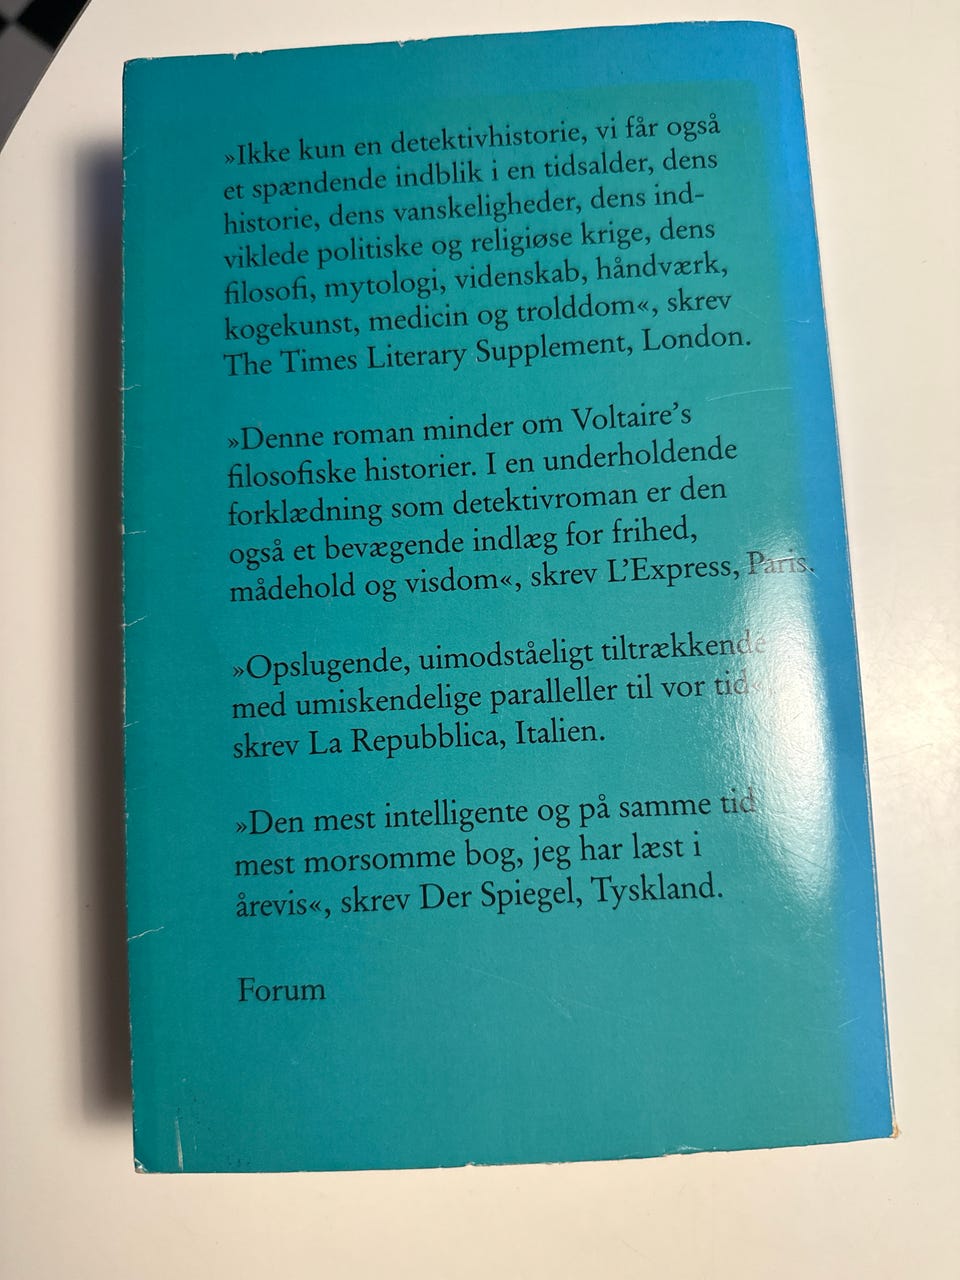 »Ikke kun en detektivhistorie, vi får også
et spændende indblik i en tidsalder, dens
historie, dens vanskeligheder, dens ind-
viklede politiske og religiøse krige, dens
filosofi, mytologi, videnskab, håndværk,
kogekunst, medicin og trolddom«, skrev
The Times Literary Supplement, London.
»Denne roman minder om Voltaire’s
filosofiske historier. I en underholdende
forklædning som detektivroman er den
også et bevægende indlæg for frihed,
mådehold og visdom«, skrev L’Express, Paris.
»Opslugende, uimodståeligt tiltrækkende
med umiskendelige paralleller til vor tid«,
skrev La Repubblica, Italien.
»Den mest intelligente og på samme tid
mest morsomme bog, jeg har læst i
årevis«, skrev Der Spiegel, Tyskland.
Forum